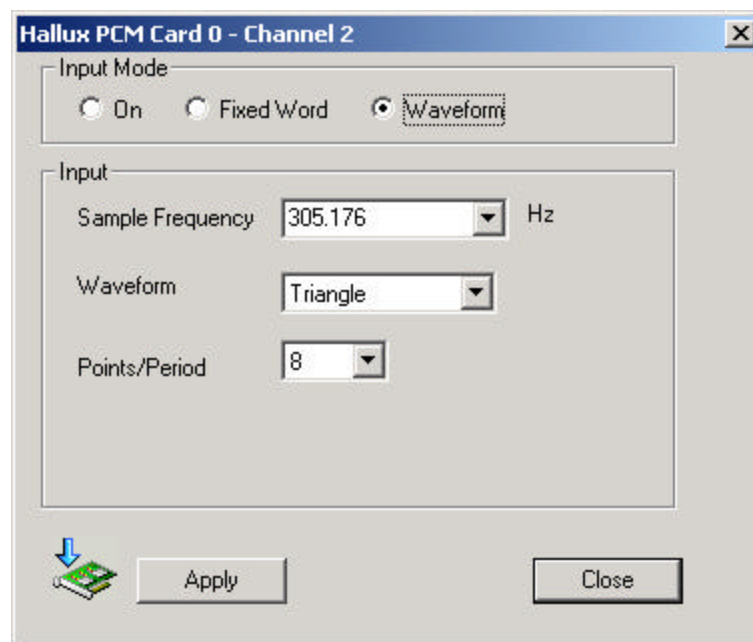 Hallux PCM Card 0 - Channel 2
Input Mode
On Fixed Word Waveform
Input
Sample Frequency 305.176 Hz
Waveform Triangle
Points/Period 8
Apply Close